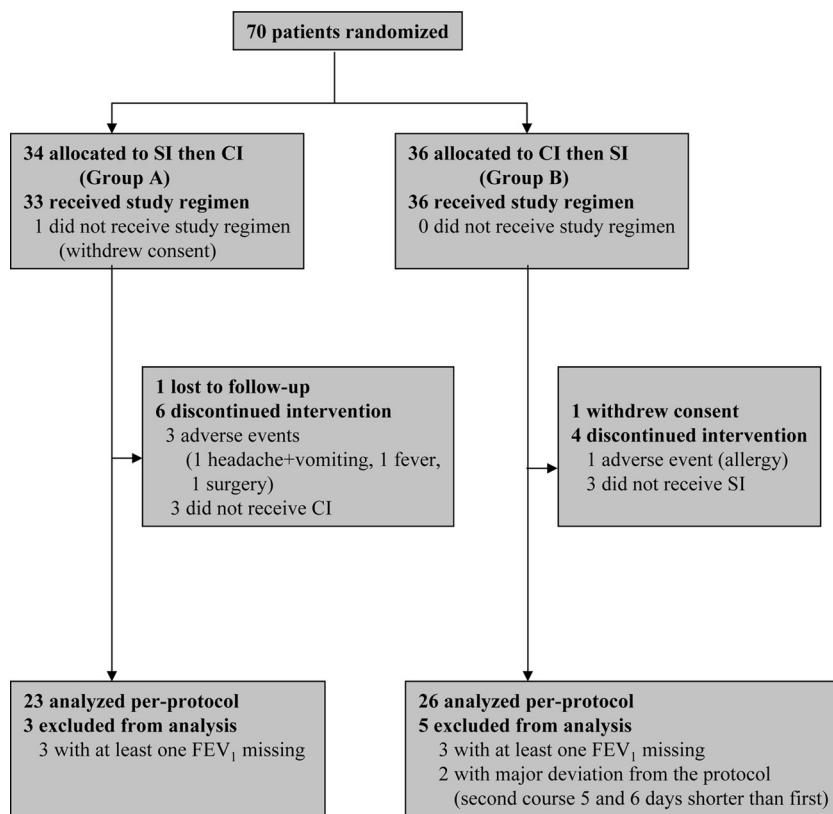 70 patients randomized
34 allocated to SI then CI
(Group A)
33 received study regimen
1 did not receive study regimen
(withdrew consent)
36 allocated to CI then SI
(Group B)
36 received study regimen
0 did not receive study regimen
1 lost to follow-up
6 discontinued intervention
3 adverse events
(1 headache+vomiting, 1 fever,
1 surgery)
3 did not receive CI
1 withdrew consent
4 discontinued intervention
1 adverse event (allergy)
3 did not receive SI
23 analyzed per-protocol
3 excluded from analysis
3 with at least one FEV₁ missing
26 analyzed per-protocol
5 excluded from analysis
3 with at least one FEV₁ missing
2 with major deviation from the protocol
(second course 5 and 6 days shorter than first)